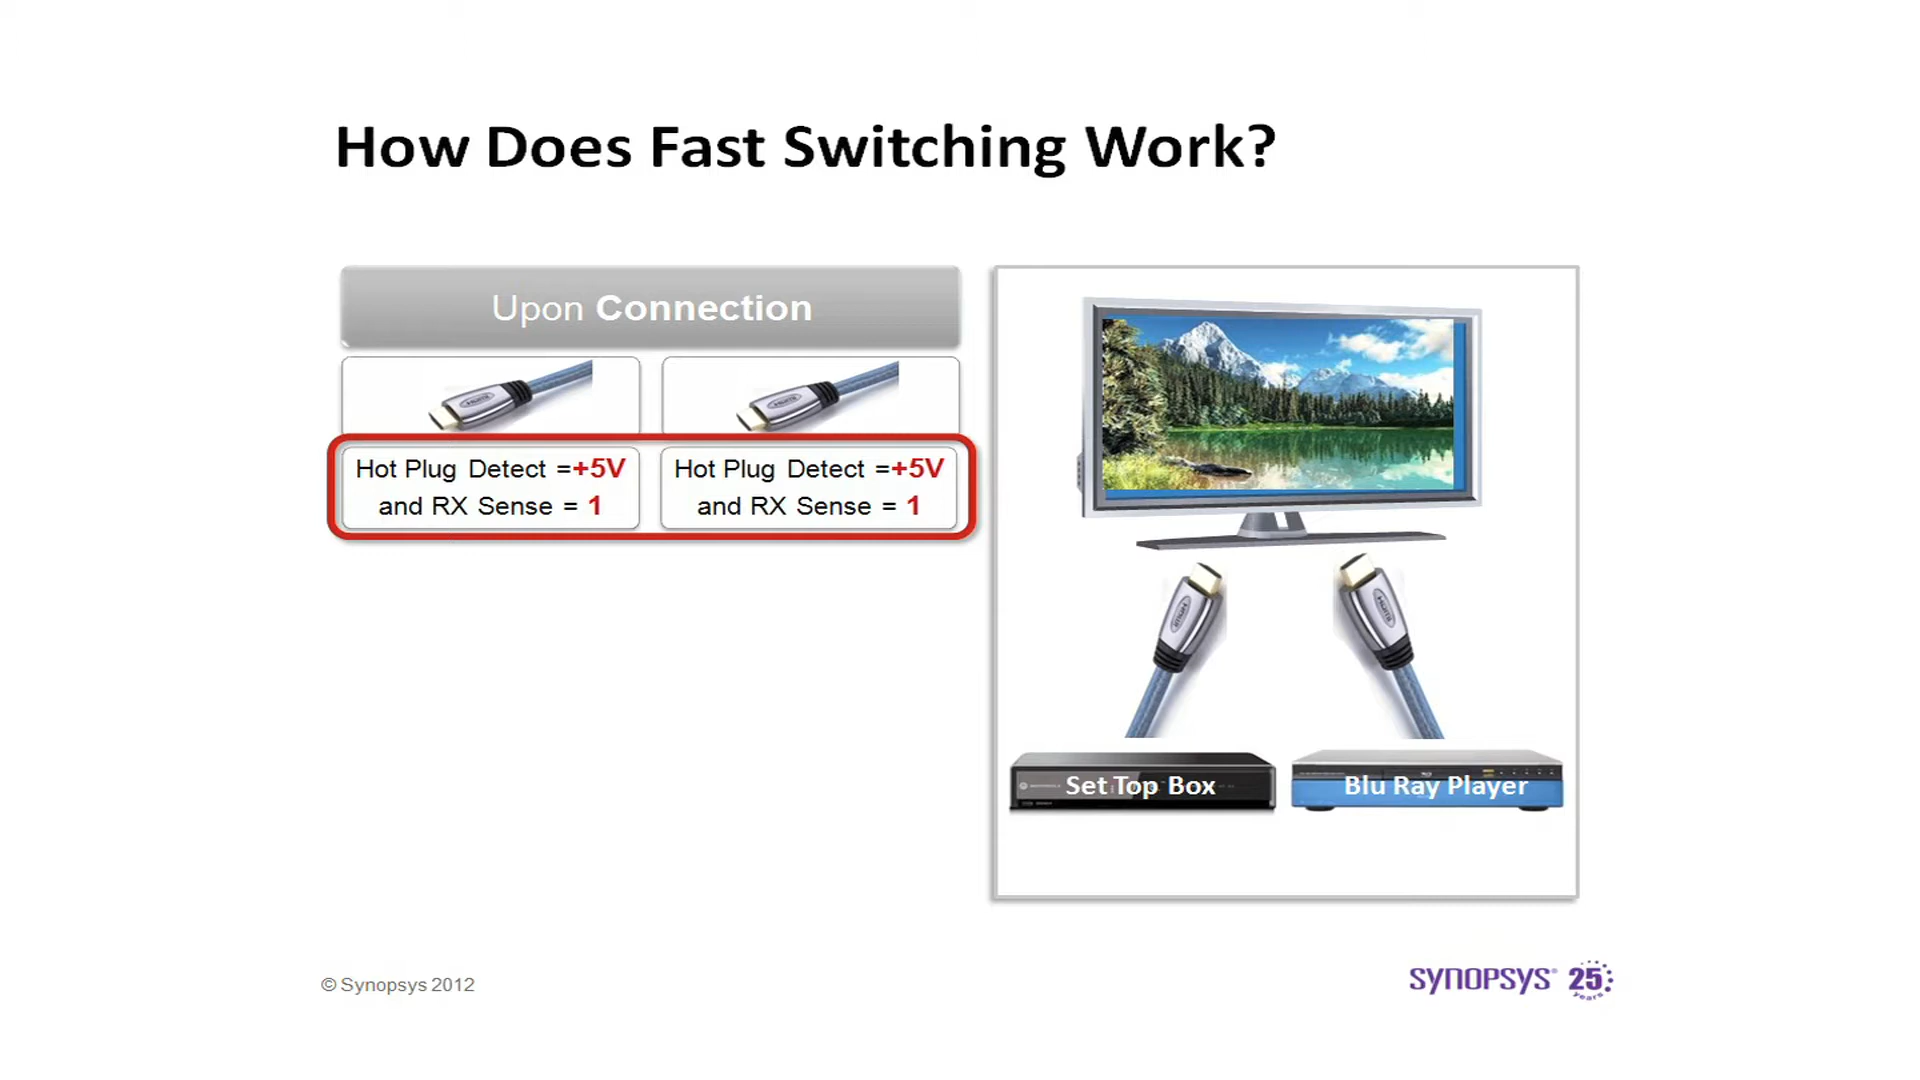 How Does Fast Switching Work?
Upon Connection
Hot Plug Detect =+5V
and RX Sense = 1
Hot Plug Detect =+5V
and RX Sense = 1
Set Top Box
Blu Ray Player
© Synopsys 2012
SYNOPSYS® 25
years